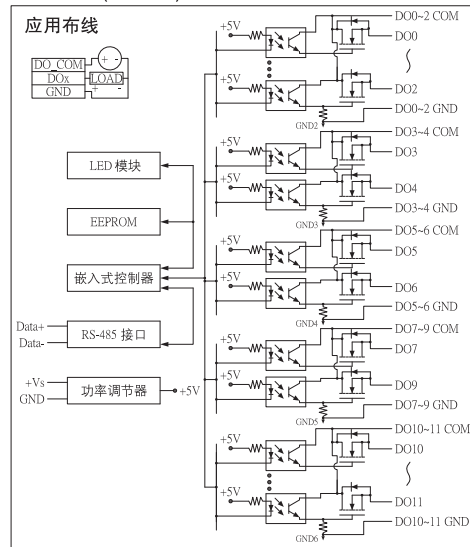 应用布线
DO_COM
+ -
DOx
LOAD
GND
+ -
LED 模块
EEPROM
嵌入式控制器
Data+
Data-
RS-485 接口
+Vs
GND
功率调节器
+5V
+5V
DO0~2 COM
DO0
+5V
DO2
GND2
DO0~2 GND
+5V
DO3~4 COM
DO3
+5V
DO4
GND3
DO3~4 GND
+5V
DO5~6 COM
DO5
+5V
DO6
GND4
DO5~6 GND
+5V
DO7~9 COM
DO7
+5V
DO9
GND5
DO7~9 GND
+5V
DO10~11 COM
DO10
+5V
DO11
GND6
DO10~11 GND